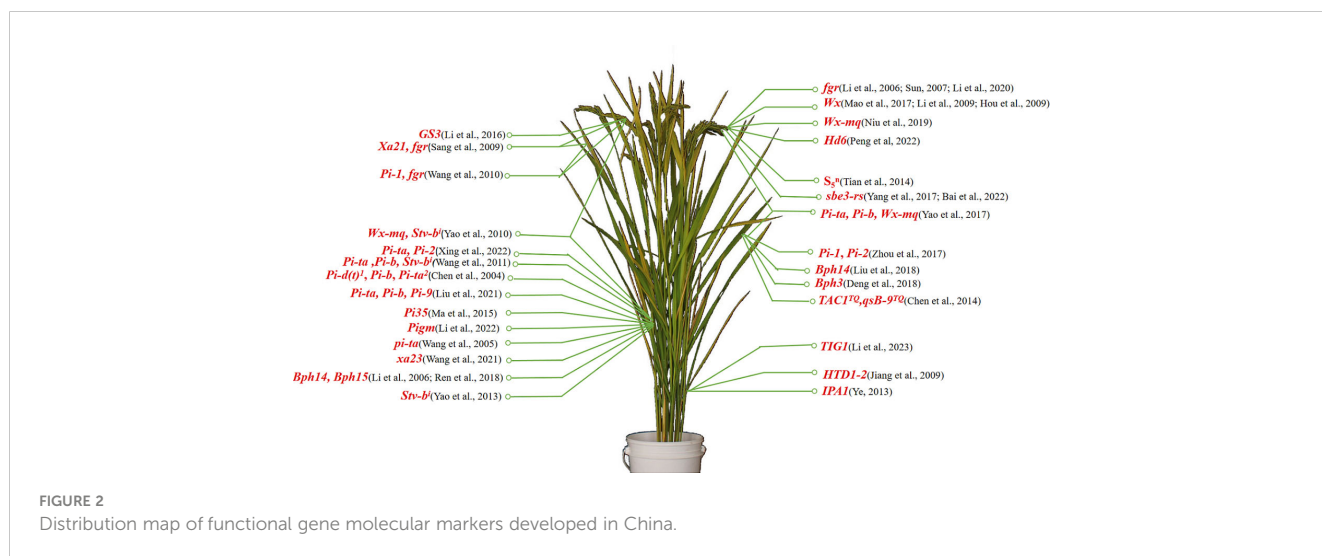 GS3(Li et al., 2016)
Xa21, fgr(Sang et al., 2009)
Pi-1, fgr(Wang et al., 2010)
Wx-mq, Stv-bⁱ(Yao et al., 2010)
Pi-ta, Pi-2(Xing et al., 2022)
Pi-ta ,Pi-b, Stv-bⁱ(Wang et al., 2011)
Pi-d(t)¹, Pi-b, Pi-ta²(Chen et al., 2004)
Pi-ta, Pi-b, Pi-9(Liu et al., 2021)
Pi35(Ma et al., 2015)
Pigm(Li et al., 2022)
pi-ta(Wang et al., 2005)
xa23(Wang et al., 2021)
Bph14, Bph15(Li et al., 2006; Ren et al., 2018)
Stv-bⁱ(Yao et al., 2013)
fgr(Li et al., 2006; Sun, 2007; Li et al., 2020)
Wx(Mao et al., 2017; Li et al., 2009; Hou et al., 2009)
Wx-mq(Niu et al., 2019)
Hd6(Peng et al, 2022)
S₅ⁿ(Tian et al., 2014)
sbe3-rs(Yang et al., 2017; Bai et al., 2022)
Pi-ta, Pi-b, Wx-mq(Yao et al., 2017)
Pi-1, Pi-2(Zhou et al., 2017)
Bph14(Liu et al., 2018)
Bph3(Deng et al., 2018)
TAC1ᵀQ,qsB-9ᵀQ(Chen et al., 2014)
TIG1(Li et al., 2023)
HTD1-2(Jiang et al., 2009)
IPA1(Ye, 2013)
FIGURE 2
Distribution map of functional gene molecular markers developed in China.